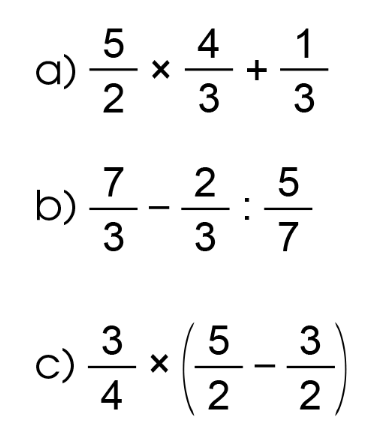 a) 5/2 × 4/3 + 1/3
b) 7/3 − 2/3 : 5/7
c) 3/4 × (5/2 − 3/2)